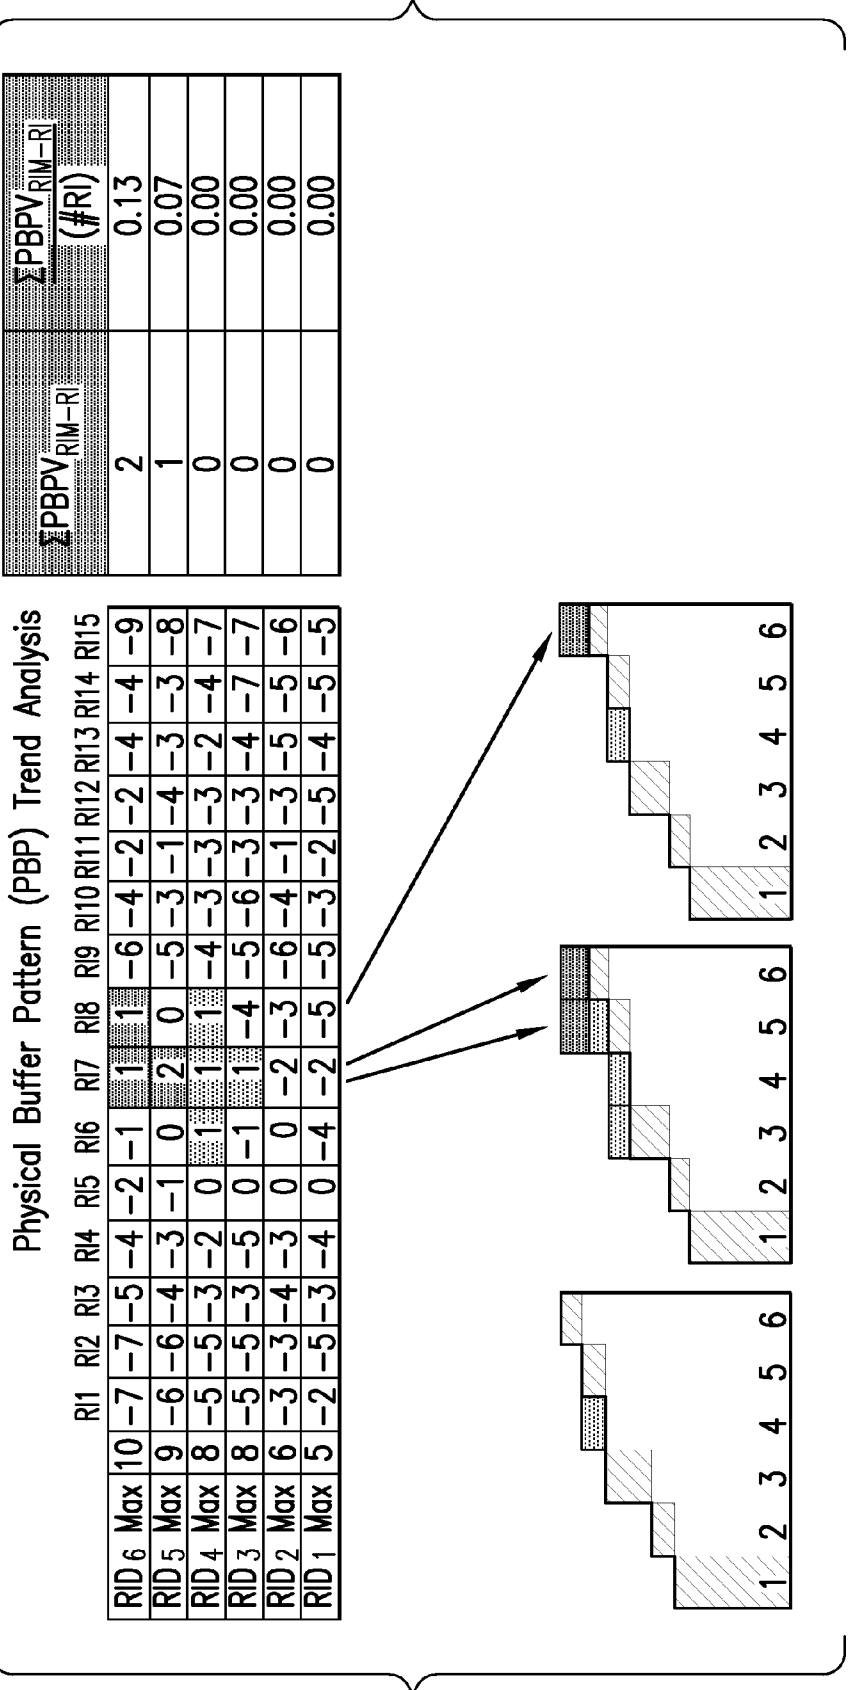 Physical Buffer Pattern (PBP) Trend Analysis
RI1 RI2 RI3 RI4 RI5 RI6 RI7 RI8 RI9 RI10 RI11 RI12 RI13 RI14 RI15 ΣPBPV RIM-RI ΣPBPV RIM-RI
(#RI)
RID6 Max 10 -7 -7 -5 -4 -2 -1 1 1 -6 -4 -2 -2 -4 -4 -9 2 0.13
RID5 Max 9 -6 -6 -4 -3 -1 0 2 0 -5 -3 -1 -4 -3 -3 -8 1 0.07
RID4 Max 8 -5 -5 -3 -2 0 1 1 1 -4 -3 -3 -3 -2 -4 -7 0 0.00
RID3 Max 8 -5 -5 -3 -5 0 -1 1 -4 -5 -6 -3 -3 -4 -7 -7 0 0.00
RID2 Max 6 -3 -3 -4 -3 0 0 -2 -3 -6 -4 -1 -3 -5 -5 -6 0 0.00
RID1 Max 5 -2 -5 -3 -4 0 -4 -2 -5 -5 -3 -2 -5 -4 -5 -5 0 0.00
1 2 3 4 5 6
1 2 3 4 5 6
1 2 3 4 5 6